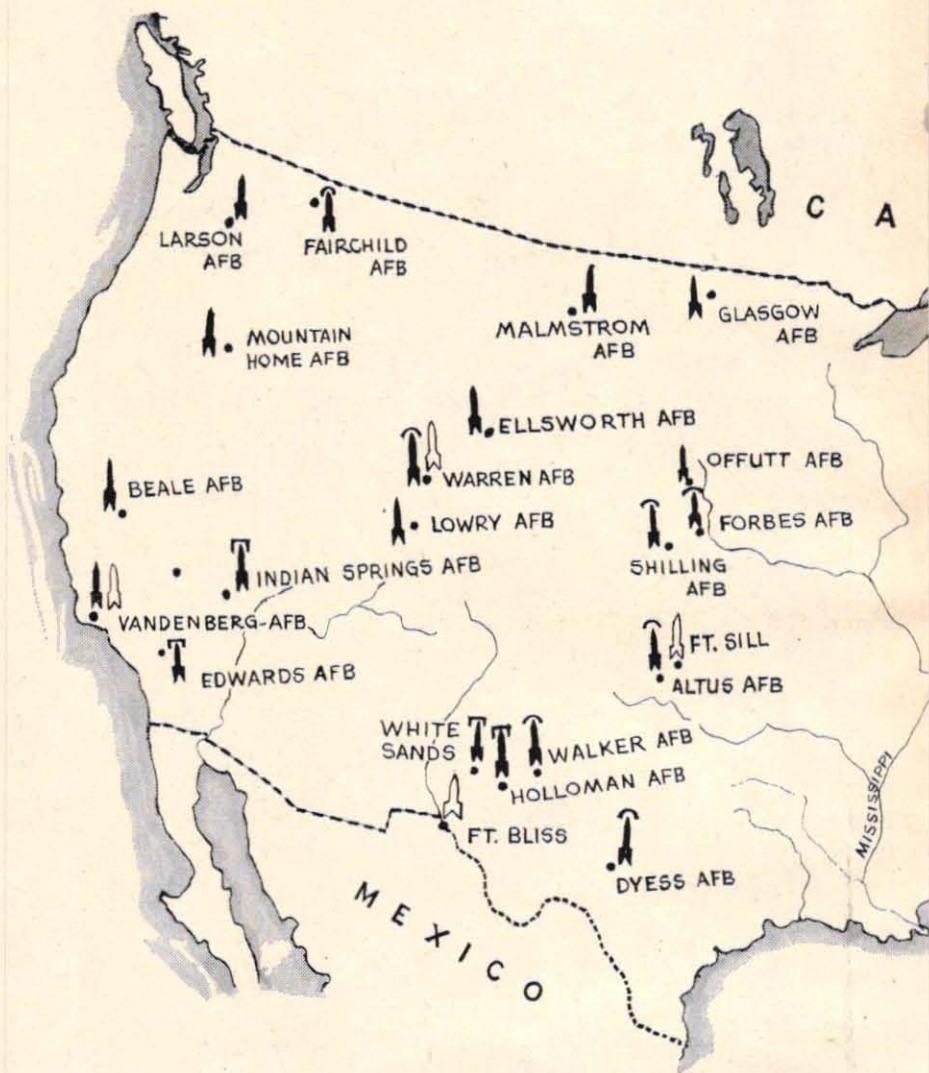 C A
LARSON
AFB
FAIRCHILD
AFB
MALMSTROM
AFB
GLASGOW
AFB
MOUNTAIN
HOME AFB
ELLSWORTH AFB
WARREN AFB
OFFUTT AFB
BEALE AFB
LOWRY AFB
FORBES AFB
INDIAN SPRINGS AFB
SHILLING
AFB
VANDENBERG-AFB
FT. SILL
EDWARDS AFB
ALTUS AFB
WHITE
SANDS
WALKER AFB
HOLLOMAN AFB
MISSISSIPPI
FT. BLISS
DYESS AFB
MEXICO